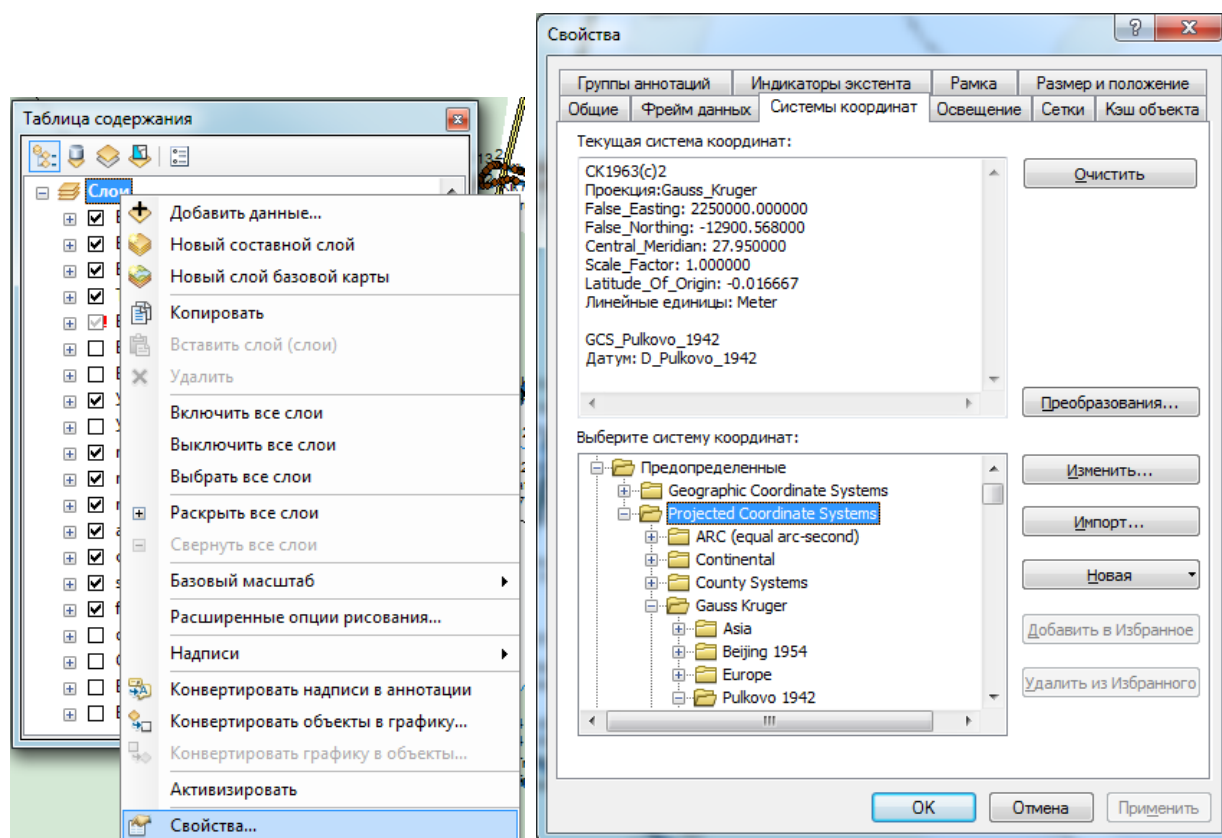 Таблица содержания
Слои
Добавить данные...
Новый составной слой
Новый слой базовой карты
Копировать
Вставить слой (слои)
Удалить
Включить все слои
Выключить все слои
Выбрать все слои
Раскрыть все слои
Свернуть все слои
Базовый масштаб
Расширенные опции рисования...
Надписи
Конвертировать надписи в аннотации
Конвертировать объекты в графику...
Конвертировать графику в объекты...
Активизировать
Свойства...
Свойства
Группы аннотаций Индикаторы экстента Рамка Размер и положение
Общие Фрейм данных Системы координат Освещение Сетки Кэш объекта
Текущая система координат:
СК1963(c)2
Проекция:Gauss_Kruger
False_Easting: 2250000.000000
False_Northing: -12900.568000
Central_Meridian: 27.950000
Scale_Factor: 1.000000
Latitude_Of_Origin: -0.016667
Линейные единицы: Meter
GCS_Pulkovo_1942
Датум: D_Pulkovo_1942
Очистить
Преобразования...
Выберите систему координат:
Предопределенные
Geographic Coordinate Systems
Projected Coordinate Systems
ARC (equal arc-second)
Continental
County Systems
Gauss Kruger
Asia
Beijing 1954
Europe
Pulkovo 1942
Изменить...
Импорт...
Новая
Добавить в Избранное
Удалить из Избранного
OK Отмена Применить